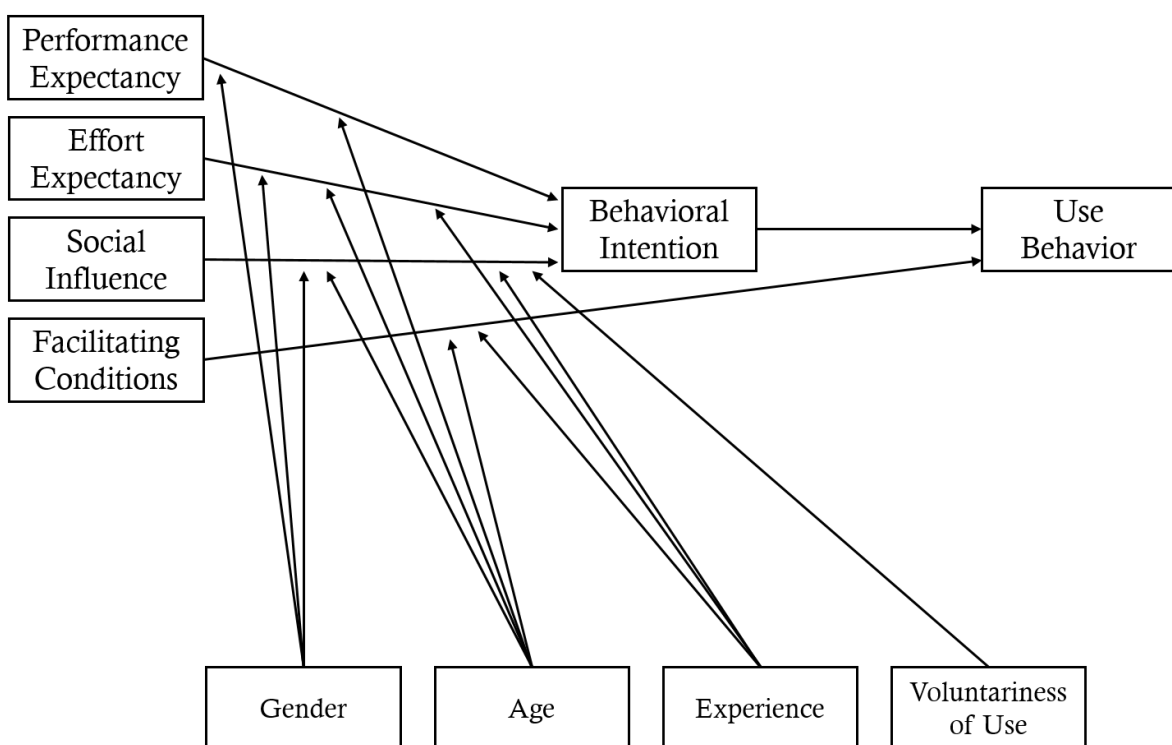 Performance
Expectancy
Effort
Expectancy
Social
Influence
Facilitating
Conditions
Behavioral
Intention
Use
Behavior
Gender
Age
Experience
Voluntariness
of Use